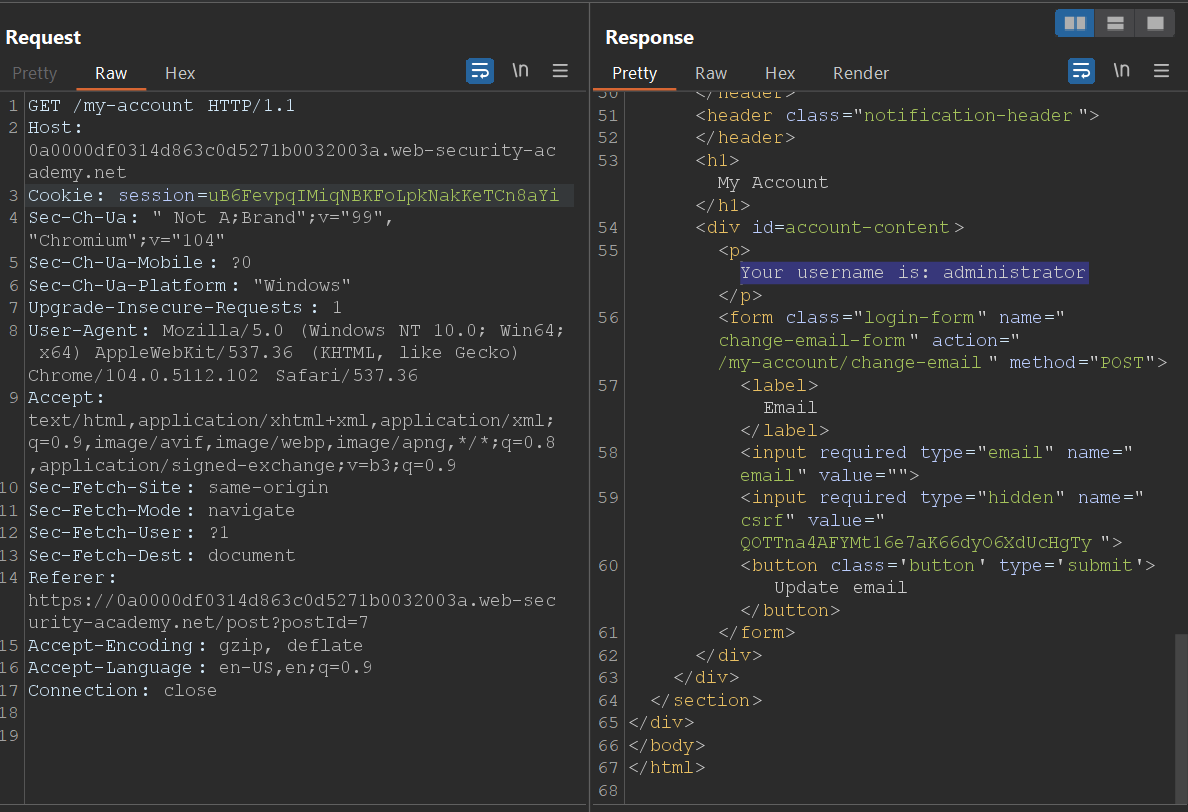 Request
Pretty Raw Hex
\n
1 GET /my-account HTTP/1.1
2 Host:
0a0000df0314d863c0d5271b0032003a.web-security-ac
ademy.net
3 Cookie: session=uB6FevpqIMiqNBKFoLpkNakKeTCn8aYi
4 Sec-Ch-Ua: " Not A;Brand";v="99",
"Chromium";v="104"
5 Sec-Ch-Ua-Mobile: ?0
6 Sec-Ch-Ua-Platform: "Windows"
7 Upgrade-Insecure-Requests: 1
8 User-Agent: Mozilla/5.0 (Windows NT 10.0; Win64;
x64) AppleWebKit/537.36 (KHTML, like Gecko)
Chrome/104.0.5112.102 Safari/537.36
9 Accept:
text/html,application/xhtml+xml,application/xml;
q=0.9,image/avif,image/webp,image/apng,*/*;q=0.8
,application/signed-exchange;v=b3;q=0.9
10 Sec-Fetch-Site: same-origin
11 Sec-Fetch-Mode: navigate
12 Sec-Fetch-User: ?1
13 Sec-Fetch-Dest: document
14 Referer:
https://0a0000df0314d863c0d5271b0032003a.web-sec
urity-academy.net/post?postId=7
15 Accept-Encoding: gzip, deflate
16 Accept-Language: en-US,en;q=0.9
17 Connection: close
18
19
Response
Pretty Raw Hex Render
\n
50 </header>
51 <header class="notification-header">
52 </header>
53 <h1>
My Account
</h1>
54 <div id=account-content>
55 <p>
Your username is: administrator
</p>
56 <form class="login-form" name="
change-email-form" action="
/my-account/change-email" method="POST">
57 <label>
Email
</label>
58 <input required type="email" name="
email" value="">
59 <input required type="hidden" name="
csrf" value="
QOTTna4AFYMt16e7aK66dyO6XdUcHgTy">
60 <button class='button' type='submit'>
Update email
</button>
61 </form>
62 </div>
63 </div>
64 </section>
65 </div>
66 </body>
67 </html>
68